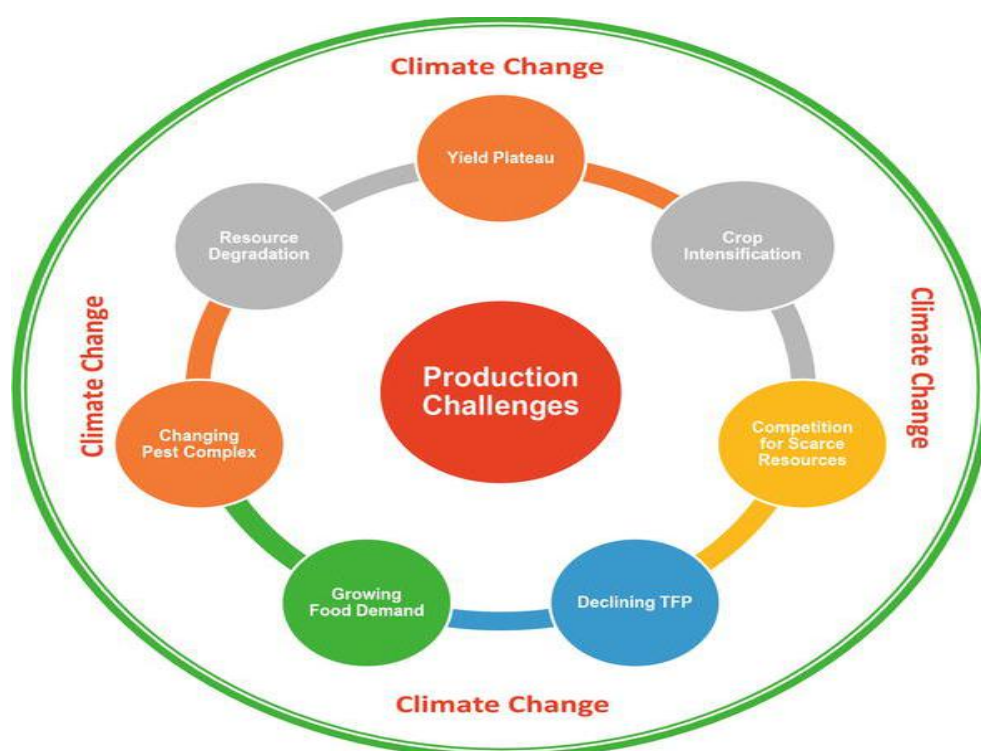 Climate Change
Yield Plateau
Crop
Intensification
Climate Change
Competition
for Scarce
Resources
Declining TFP
Climate Change
Growing
Food Demand
Changing
Pest Complex
Climate Change
Resource
Degradation
Production
Challenges